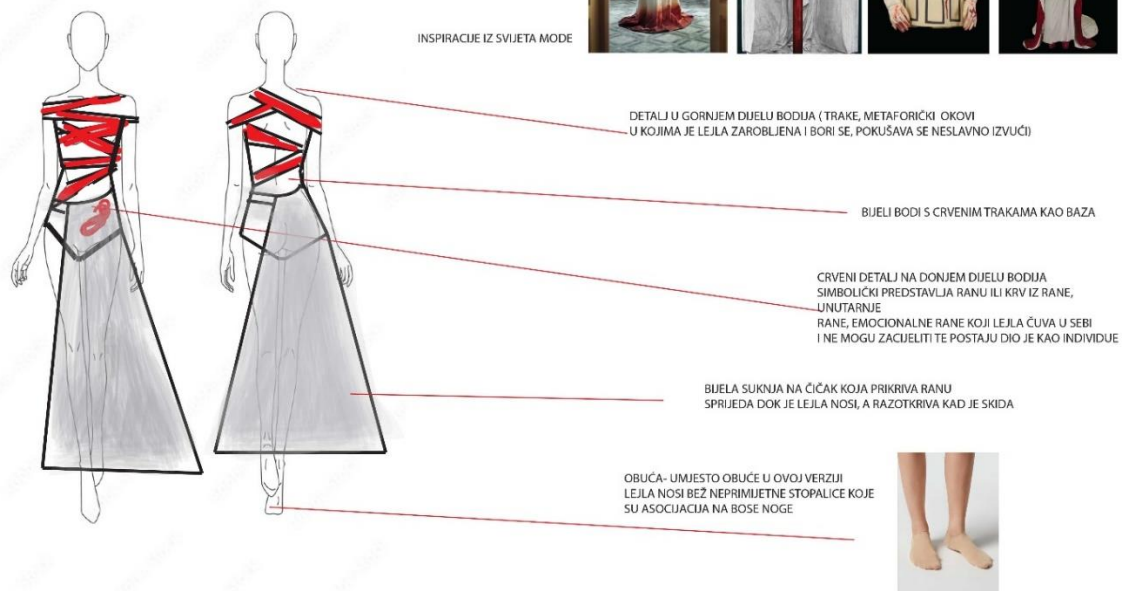 INSPIRACIJE IZ SVIJETA MODE
DETALJ U GORNJEM DIJELU BODIJA ( TRAKE, METAFORIČKI OKOVI
U KOJIMA JE LEJLA ZAROBLJENA I BORI SE, POKUŠAVA SE NESLAVNO IZVUĆI)
BIJELI BODI S CRVENIM TRAKAMA KAO BAZA
CRVENI DETALJ NA DONJEM DIJELU BODIJA
SIMBOLIČKI PREDSTAVLJA RANU ILI KRV IZ RANE,
UNUTARNJE
RANE, EMOCIONALNE RANE KOJI LEJLA ČUVA U SEBI
I NE MOGU ZACIJELITI TE POSTAJU DIO JE KAO INDIVIDUE
BIJELA SUKNJA NA ČIČAK KOJA PRIKRIVA RANU
SPRIJEDA DOK JE LEJLA NOSI, A RAZOTKRIVA KAD JE SKIDA
OBUĆA- UMJESTO OBUĆE U OVOJ VERZIJI
LEJLA NOSI BEŽ NEPRIMJETNE STOPALICE KOJE
SU ASOCIJACIJA NA BOSE NOGE